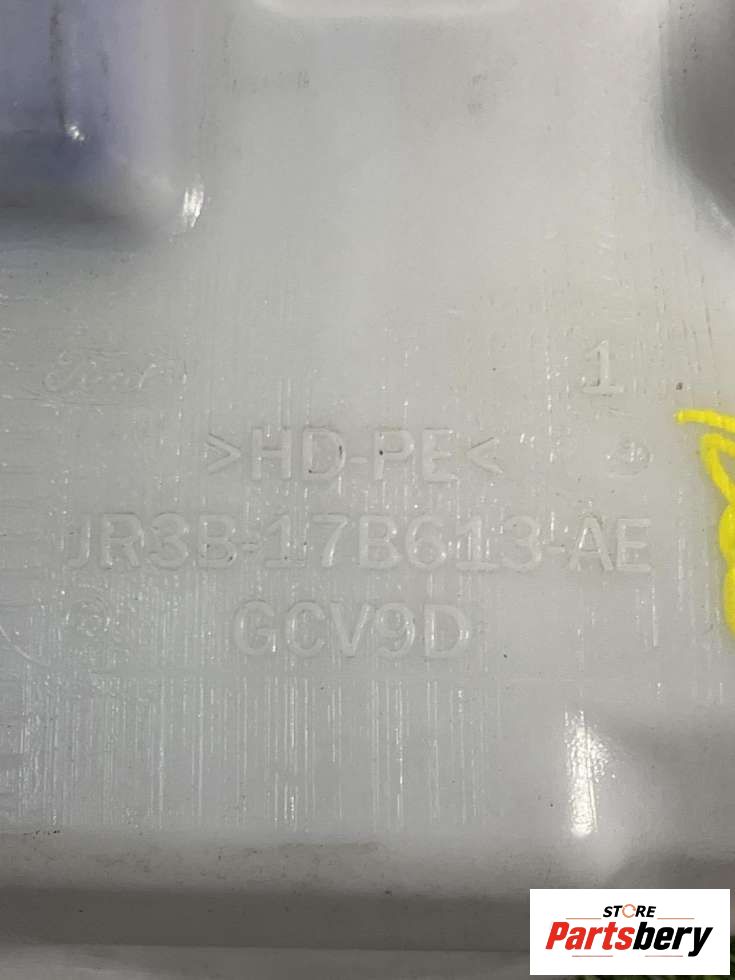 Ford
1
>HD-PE<
JR3B-17B613-AE
GCV9D
STORE
Partsbery